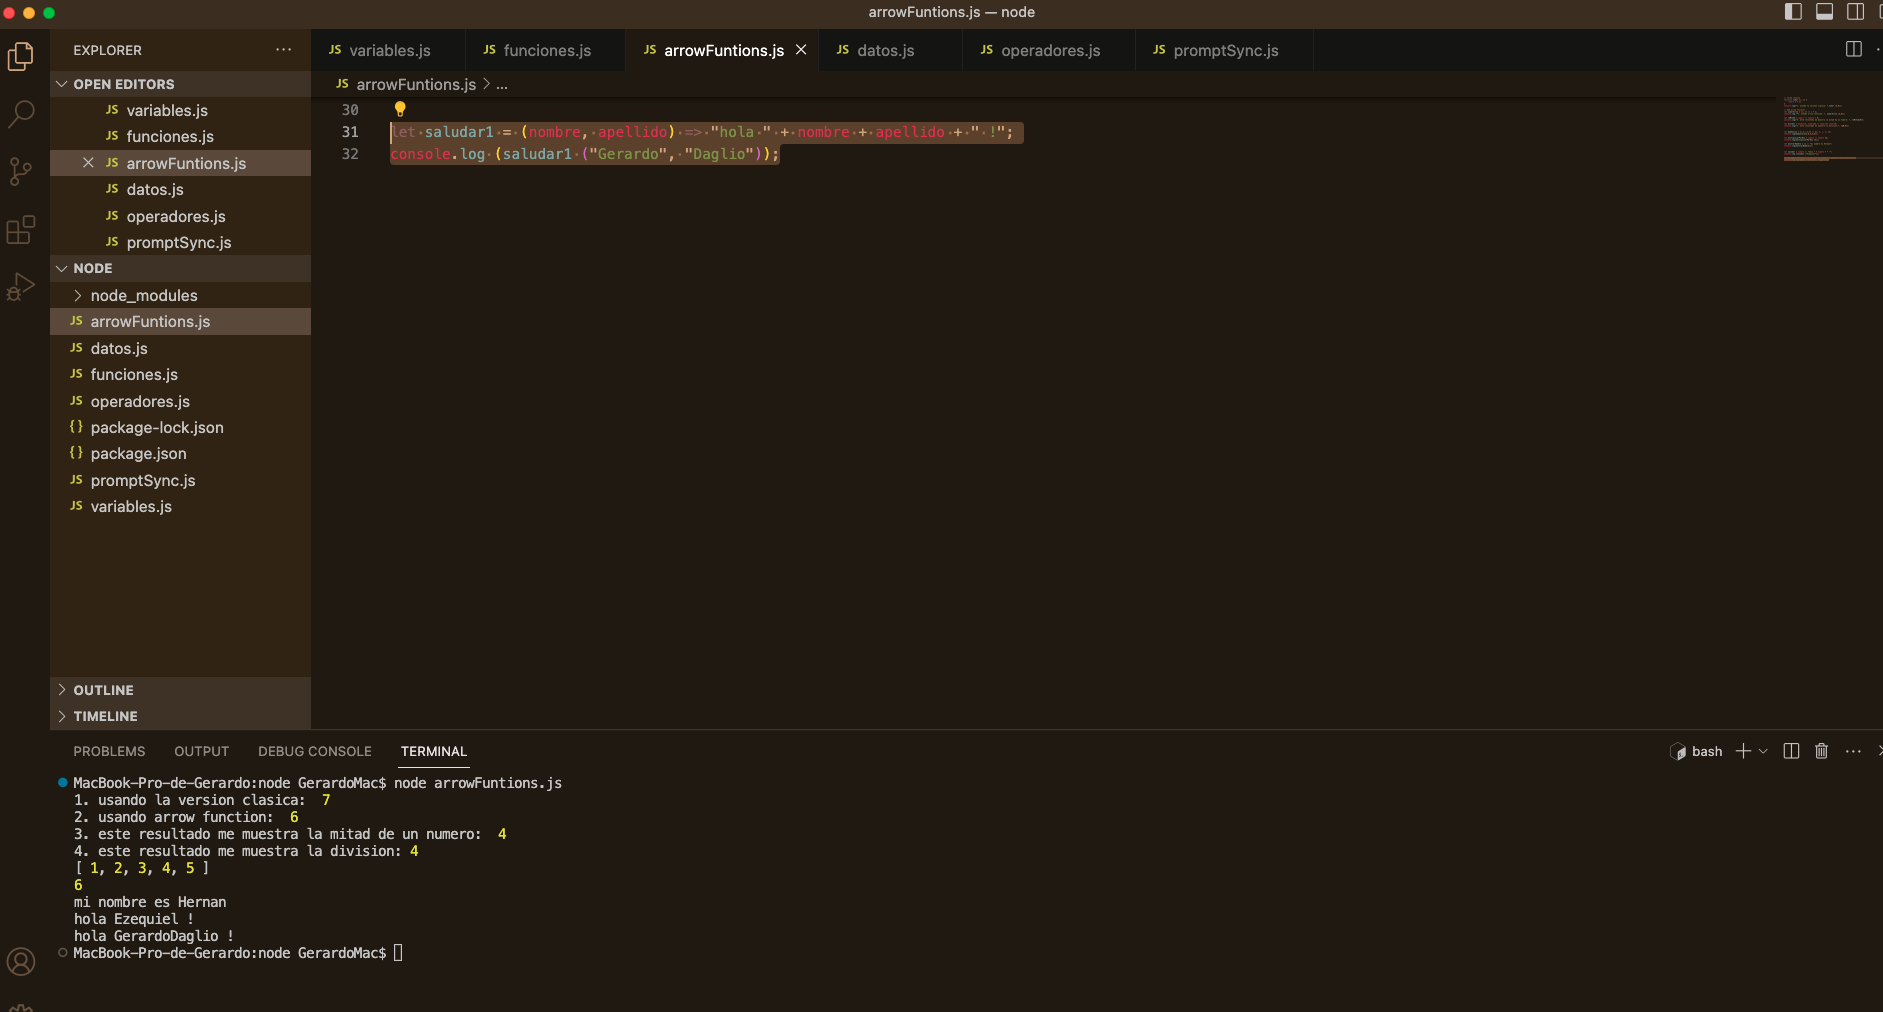 arrowFuntions.js — node
EXPLORER
OPEN EDITORS
JS variables.js
JS funciones.js
JS arrowFuntions.js
JS datos.js
JS operadores.js
JS promptSync.js
NODE
node_modules
JS arrowFuntions.js
JS datos.js
JS funciones.js
JS operadores.js
{} package-lock.json
{} package.json
JS promptSync.js
JS variables.js
OUTLINE
TIMELINE
JS variables.js JS funciones.js JS arrowFuntions.js JS datos.js JS operadores.js JS promptSync.js
JS arrowFuntions.js > ...
30
31 let saludar1 = (nombre, apellido) => "hola " + nombre + apellido + " !";
32 console.log (saludar1 ("Gerardo", "Daglio"));
PROBLEMS OUTPUT DEBUG CONSOLE TERMINAL bash
MacBook-Pro-de-Gerardo:node GerardoMac$ node arrowFuntions.js
1. usando la version clasica:  7
2. usando arrow function:  6
3. este resultado me muestra la mitad de un numero:  4
4. este resultado me muestra la division: 4
[ 1, 2, 3, 4, 5 ]
6
mi nombre es Hernan
hola Ezequiel !
hola GerardoDaglio !
MacBook-Pro-de-Gerardo:node GerardoMac$